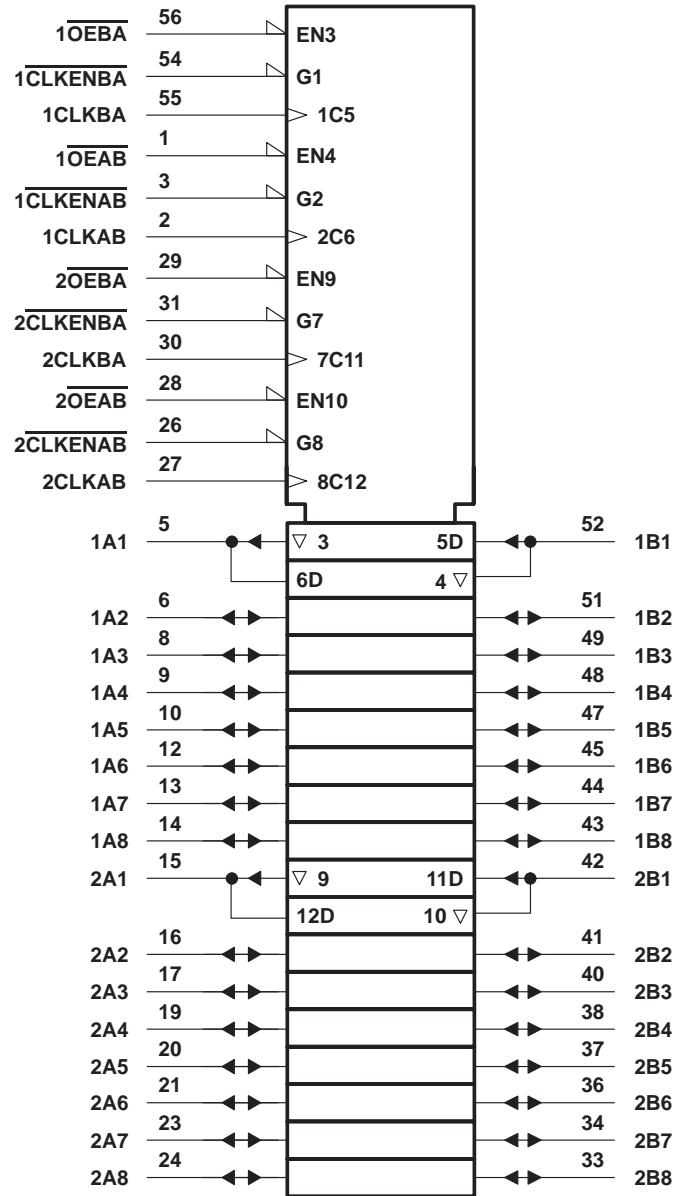 56
1OEBA EN3
54
1CLKENBA G1
55
1CLKBA 1C5
1
1OEAB EN4
3
1CLKENAB G2
2
1CLKAB 2C6
29
2OEBA EN9
31
2CLKENBA G7
30
2CLKBA 7C11
28
2OEAB EN10
26
2CLKENAB G8
27
2CLKAB 8C12
5 52
1A1 ▽ 3 5D 1B1
6D 4 ▽
6 51
1A2 1B2
8 49
1A3 1B3
9 48
1A4 1B4
10 47
1A5 1B5
12 45
1A6 1B6
13 44
1A7 1B7
14 43
1A8 1B8
15 42
2A1 ▽ 9 11D 2B1
12D 10 ▽
16 41
2A2 2B2
17 40
2A3 2B3
19 38
2A4 2B4
20 37
2A5 2B5
21 36
2A6 2B6
23 34
2A7 2B7
24 33
2A8 2B8